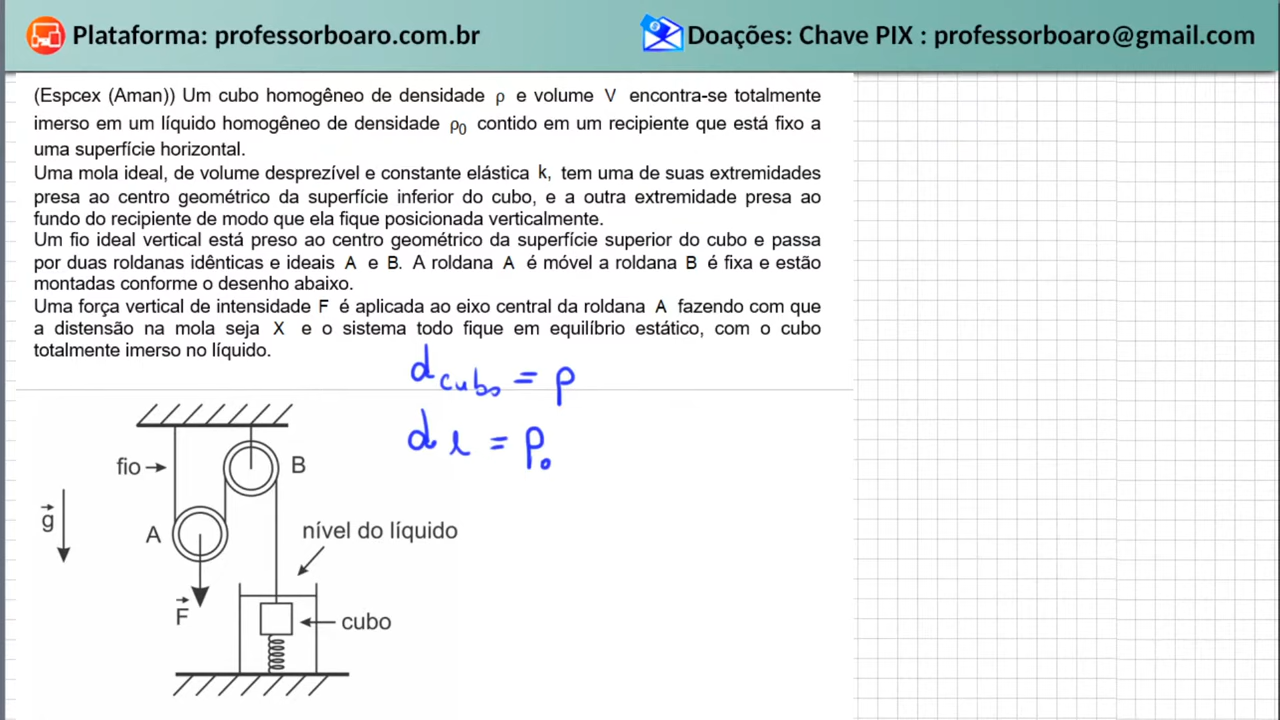 Plataforma: professorboaro.com.br
Doações: Chave PIX : professorboaro@gmail.com
(Espcex (Aman)) Um cubo homogêneo de densidade ρ e volume V encontra-se totalmente
imerso em um líquido homogêneo de densidade ρ₀ contido em um recipiente que está fixo a
uma superfície horizontal.
Uma mola ideal, de volume desprezível e constante elástica k, tem uma de suas extremidades
presa ao centro geométrico da superfície inferior do cubo, e a outra extremidade presa ao
fundo do recipiente de modo que ela fique posicionada verticalmente.
Um fio ideal vertical está preso ao centro geométrico da superfície superior do cubo e passa
por duas roldanas idênticas e ideais A e B. A roldana A é móvel a roldana B é fixa e estão
montadas conforme o desenho abaixo.
Uma força vertical de intensidade F é aplicada ao eixo central da roldana A fazendo com que
a distensão na mola seja X e o sistema todo fique em equilíbrio estático, com o cubo
totalmente imerso no líquido.
d cubo = ρ
d l = ρ₀
fio
B
g
A
nível do líquido
F
cubo